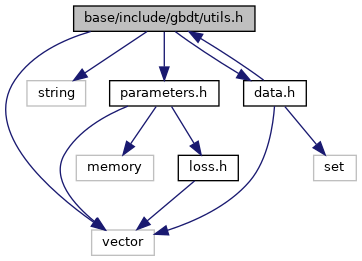 base/include/gbdt/utils.h
string
parameters.h
data.h
memory
loss.h
set
vector